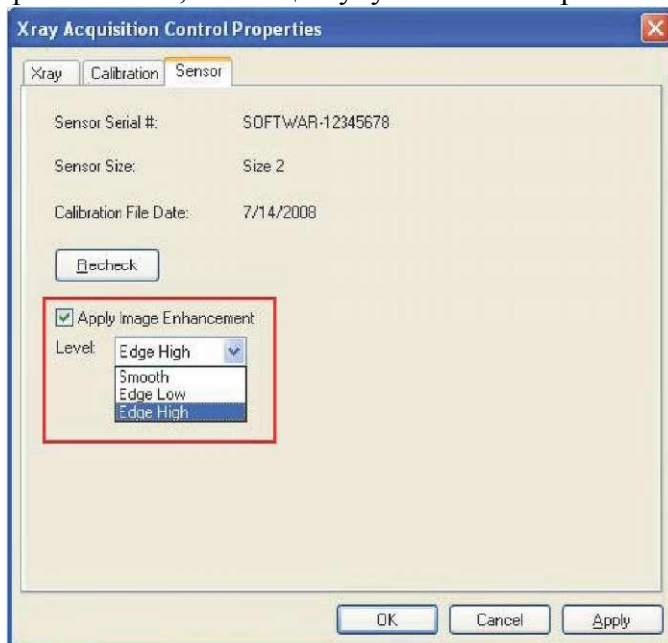 Xray Acquisition Control Properties
Xray Calibration Sensor
Sensor Serial #: SOFTWAR-12345678
Sensor Size: Size 2
Calibration File Date: 7/14/2008
Recheck
Apply Image Enhancement
Level: Edge High
Smooth
Edge Low
Edge High
OK Cancel Apply